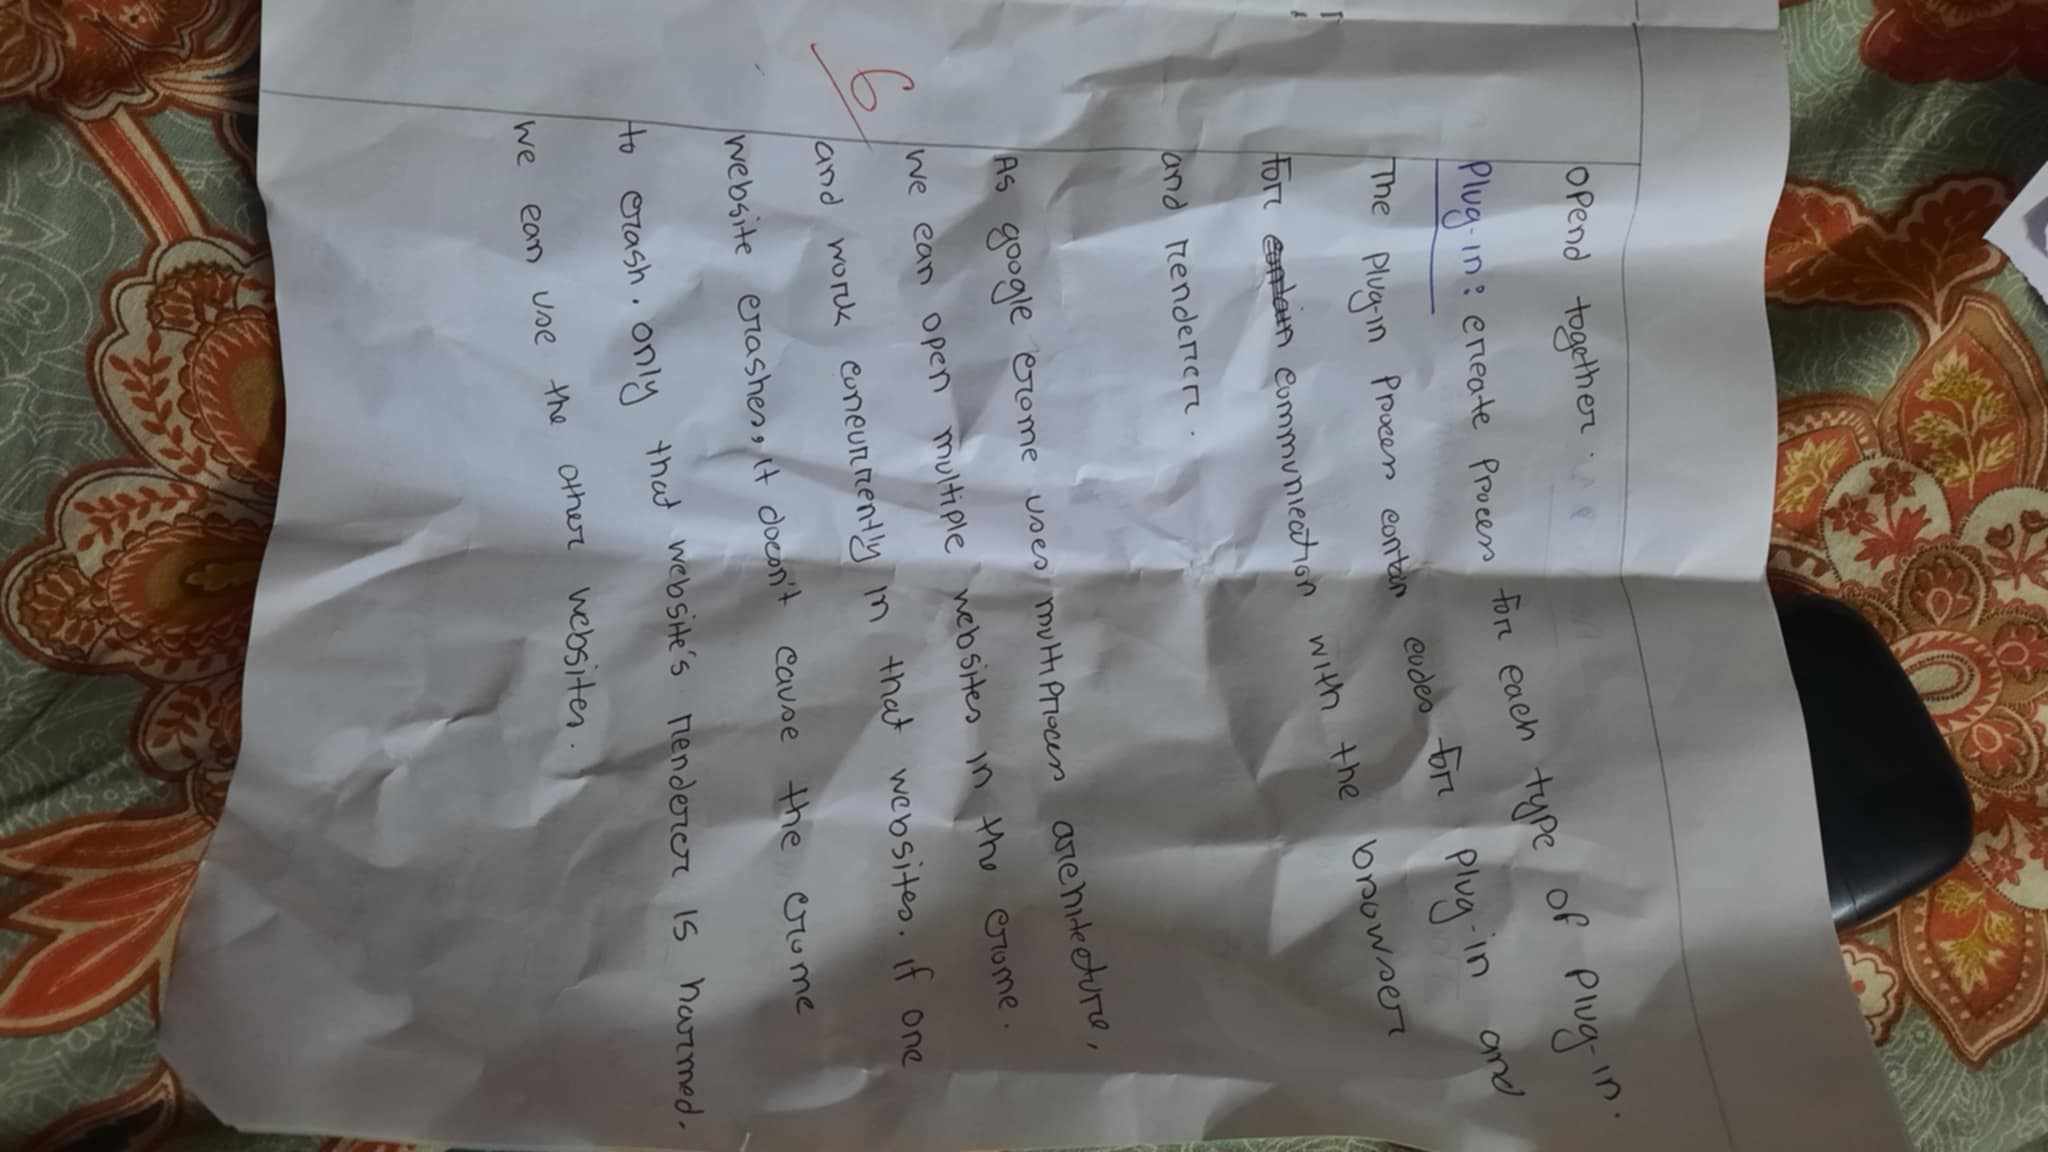 opend together.
Plug-in: create process for each type of plug-in.
The plug-in process contain codes for plug-in and
for contain communication with the browser
and renderer.
As google crome uses multiprocess architecture,
we can open multiple websites in the crome.
6
and work concurrently in that websites. if one
website crashes, it doesn't cause the crome
to crash. only that website's renderer is harmed.
we can use the other websites.